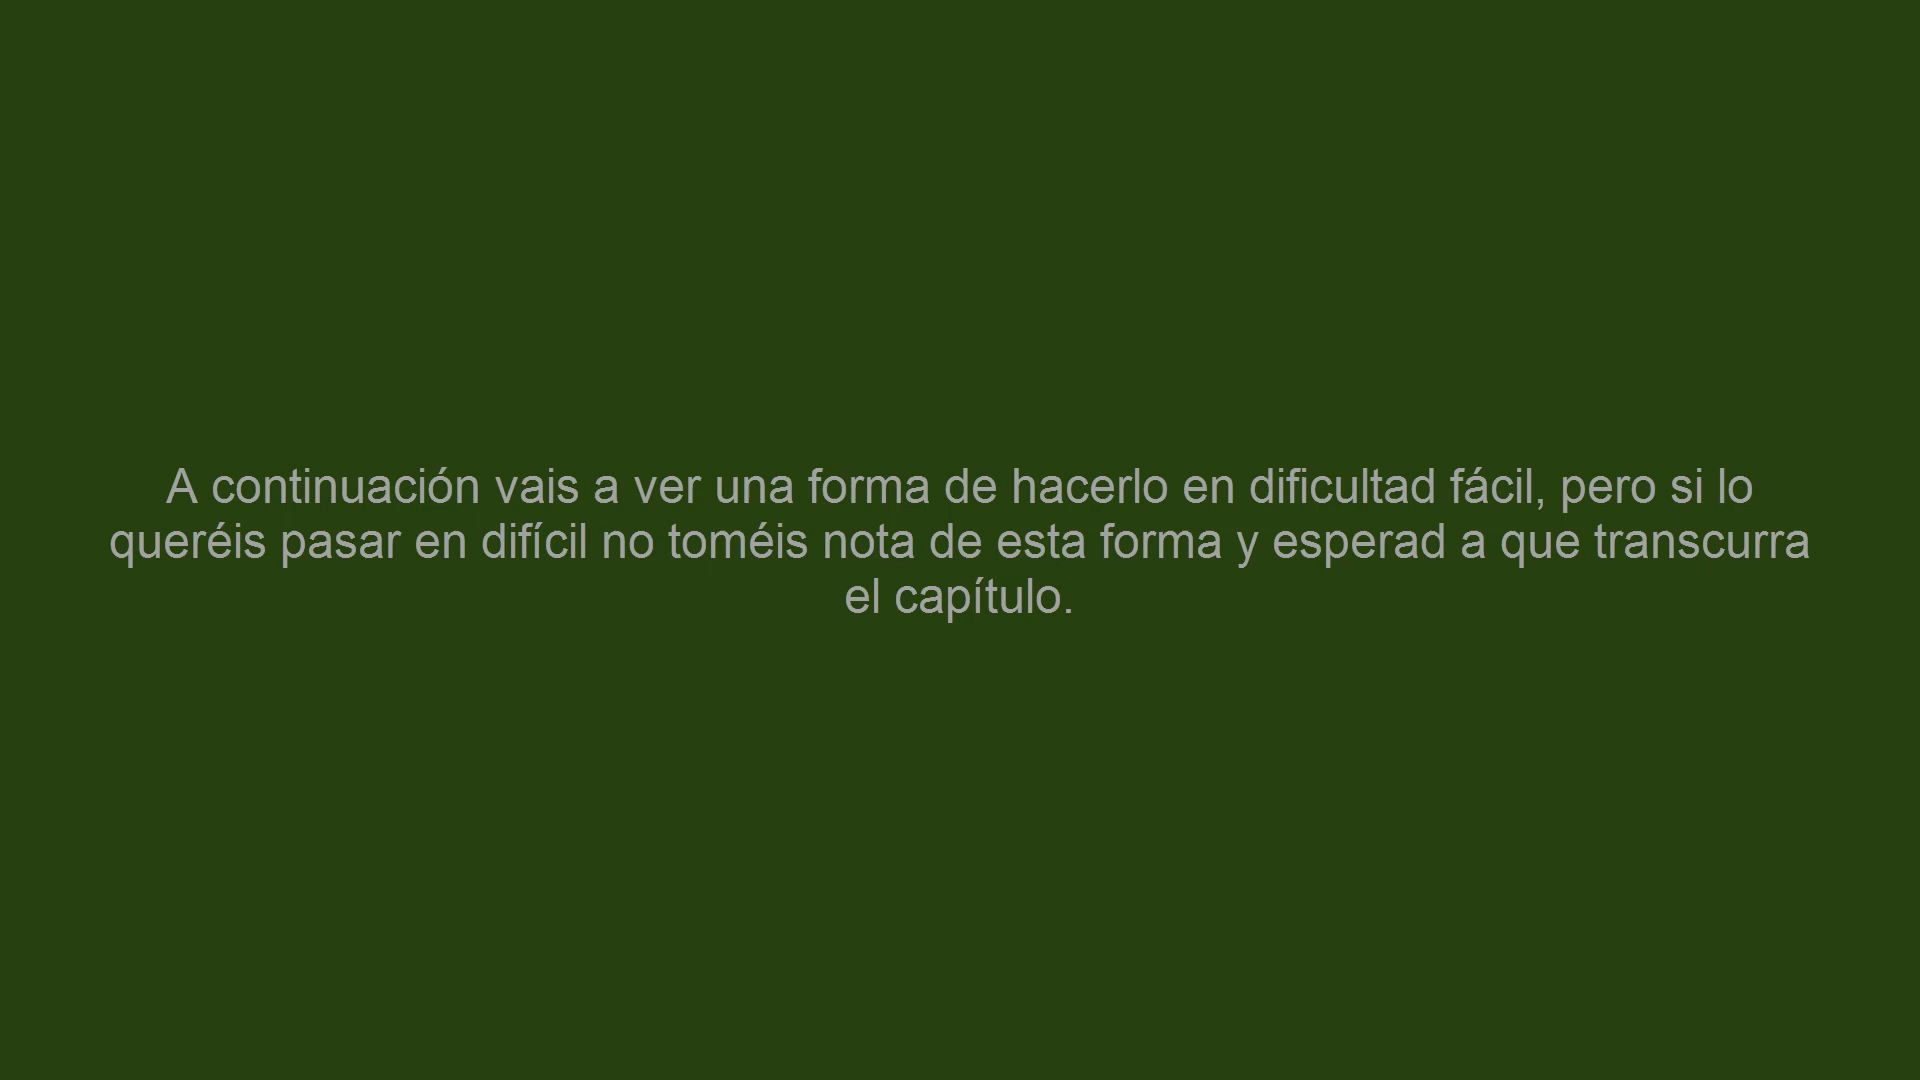 A continuación vais a ver una forma de hacerlo en dificultad fácil, pero si lo
queréis pasar en difícil no toméis nota de esta forma y esperad a que transcurra
el capítulo.